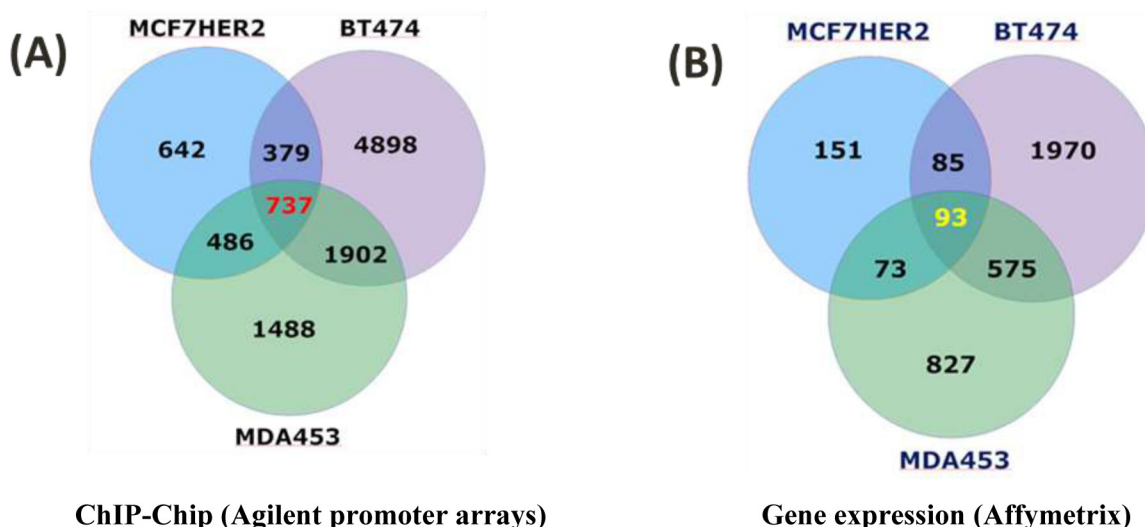 (A)
MCF7HER2
BT474
642
379
4898
737
486
1902
1488
MDA453
ChIP-Chip (Agilent promoter arrays)
(B)
MCF7HER2
BT474
151
85
1970
93
73
575
827
MDA453
Gene expression (Affymetrix)